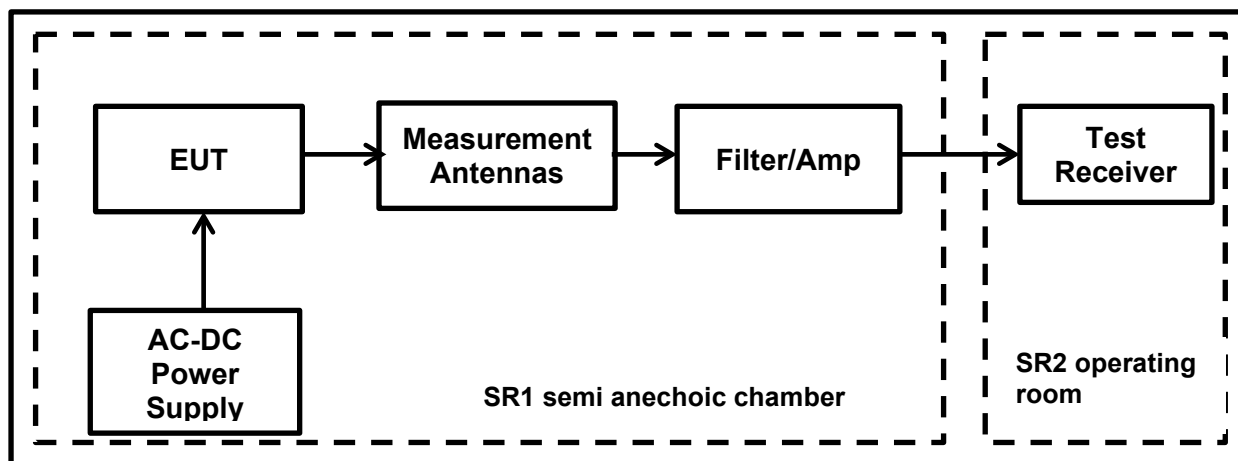 EUT
Measurement
Antennas
Filter/Amp
Test
Receiver
AC-DC
Power
Supply
SR1 semi anechoic chamber
SR2 operating
room